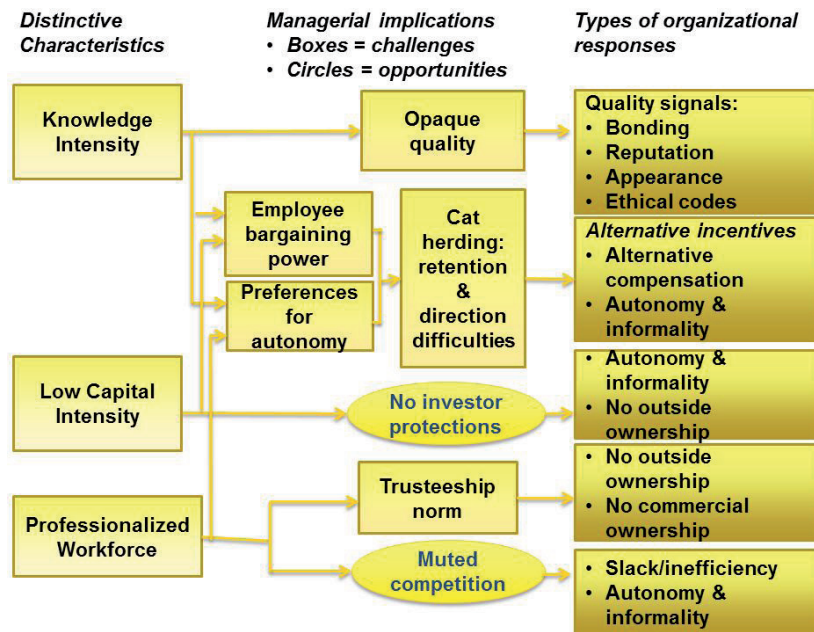 Distinctive
Characteristics
Managerial implications
• Boxes = challenges
• Circles = opportunities
Types of organizational
responses
Knowledge
Intensity
Opaque
quality
Quality signals:
• Bonding
• Reputation
• Appearance
• Ethical codes
Employee
bargaining
power
Preferences
for
autonomy
Cat
herding:
retention
&
direction
difficulties
Alternative incentives
• Alternative
compensation
• Autonomy &
informality
Low Capital
Intensity
No investor
protections
• Autonomy &
informality
• No outside
ownership
Professionalized
Workforce
Trusteeship
norm
• No outside
ownership
• No commercial
ownership
Muted
competition
• Slack/inefficiency
• Autonomy &
informality